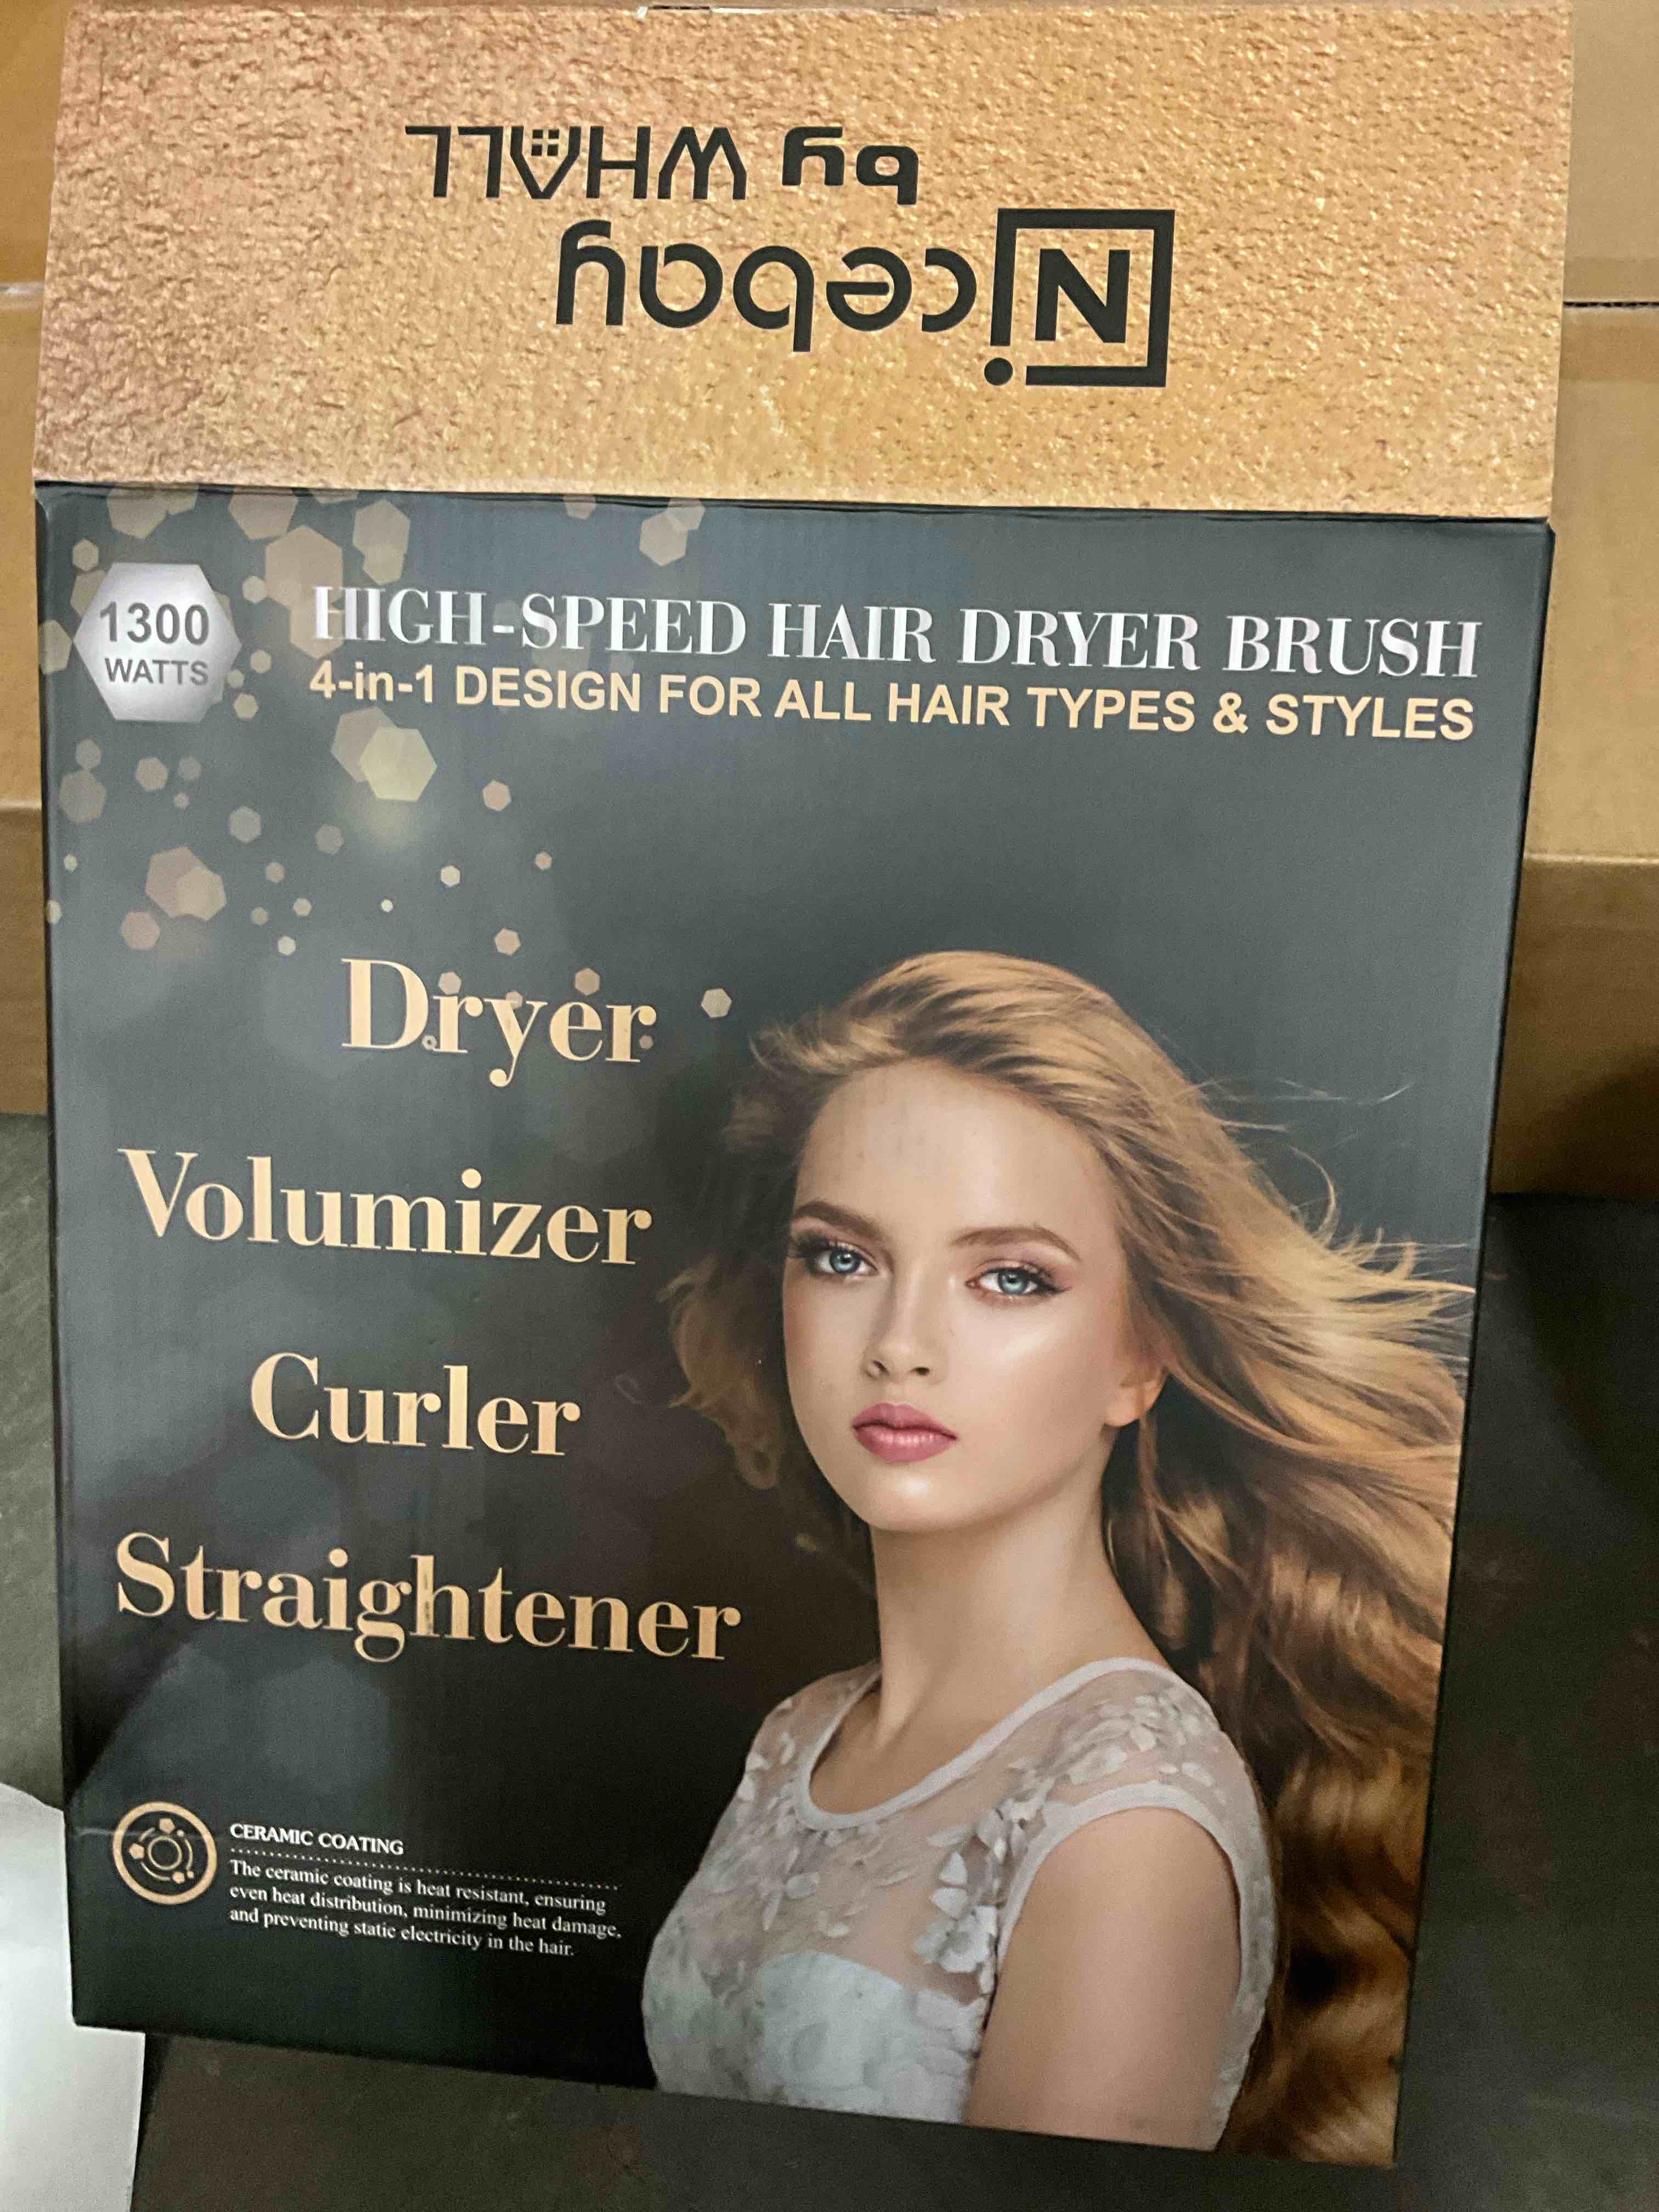 Nicebay
by WHALL
1300
WATTS
HIGH-SPEED HAIR DRYER BRUSH
4-in-1 DESIGN FOR ALL HAIR TYPES & STYLES
Dryer
Volumizer
Curler
Straightener
CERAMIC COATING
The ceramic coating is heat resistant, ensuring
even heat distribution, minimizing heat damage,
and preventing static electricity in the hair.